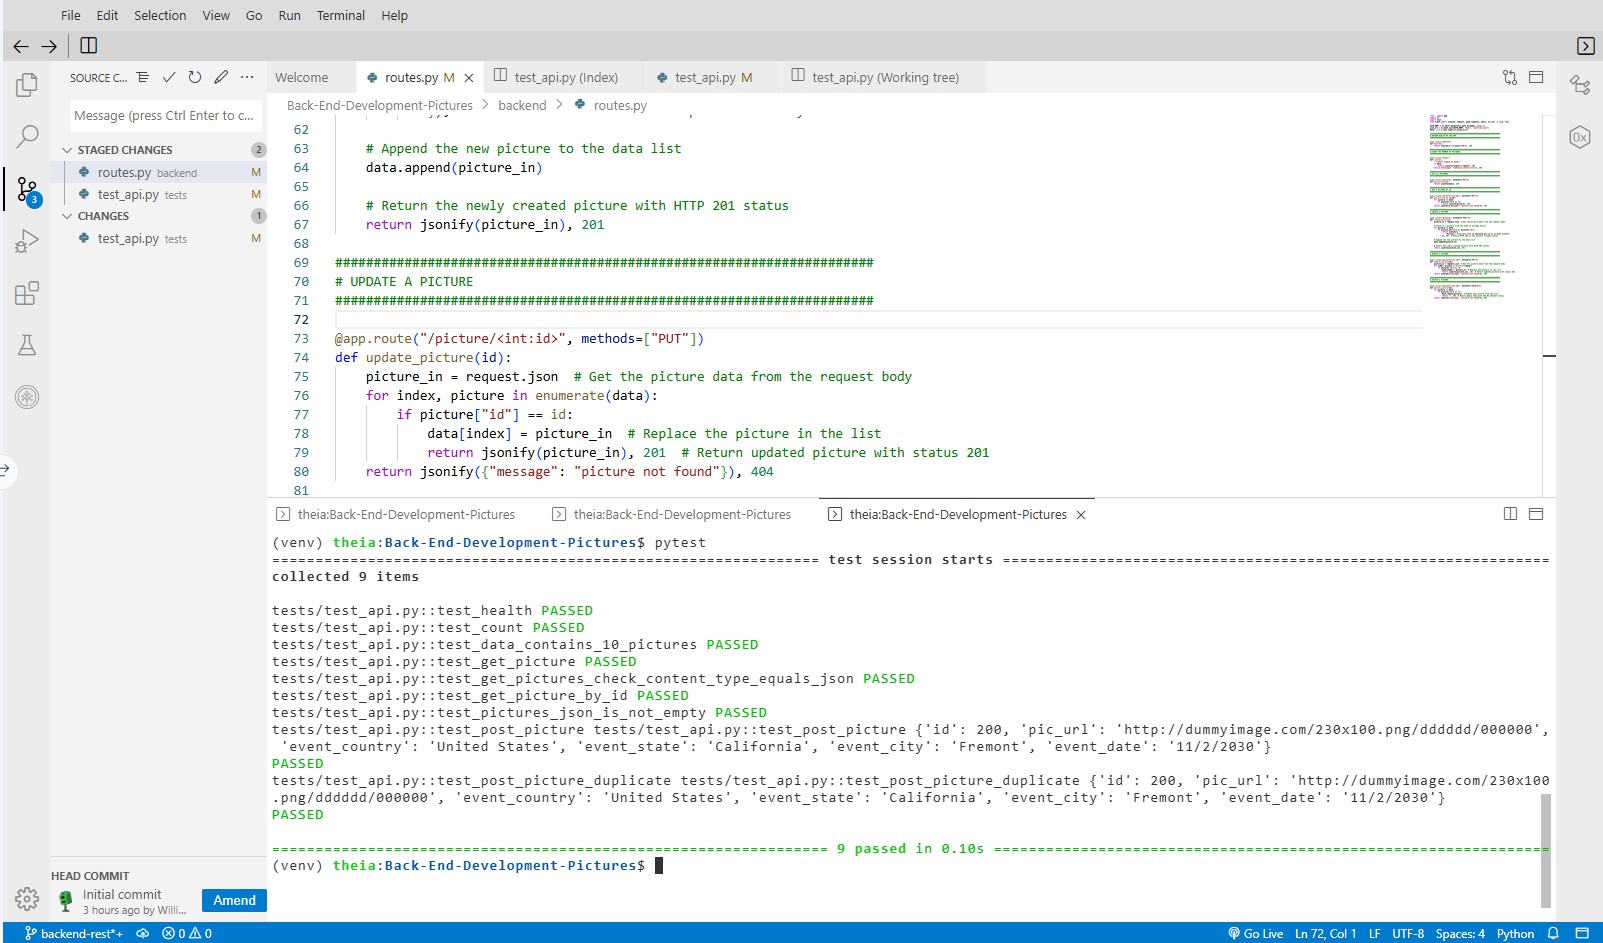 File Edit Selection View Go Run Terminal Help
SOURCE C...
Welcome
routes.py M
test_api.py (Index)
test_api.py M
test_api.py (Working tree)
Message (press Ctrl Enter to c...
STAGED CHANGES 2
routes.py backend M
test_api.py tests M
CHANGES 1
test_api.py tests M
3
Back-End-Development-Pictures > backend > routes.py
62
63 # Append the new picture to the data list
64 data.append(picture_in)
65
66 # Return the newly created picture with HTTP 201 status
67 return jsonify(picture_in), 201
68
69 ######################################################################
70 # UPDATE A PICTURE
71 ######################################################################
72
73 @app.route("/picture/<int:id>", methods=["PUT"])
74 def update_picture(id):
75 picture_in = request.json # Get the picture data from the request body
76 for index, picture in enumerate(data):
77 if picture["id"] == id:
78 data[index] = picture_in # Replace the picture in the list
79 return jsonify(picture_in), 201 # Return updated picture with status 201
80 return jsonify({"message": "picture not found"}), 404
81
theia:Back-End-Development-Pictures
theia:Back-End-Development-Pictures
theia:Back-End-Development-Pictures
(venv) theia:Back-End-Development-Pictures$ pytest
=============================================================== test session starts ===============================================================
collected 9 items
tests/test_api.py::test_health PASSED
tests/test_api.py::test_count PASSED
tests/test_api.py::test_data_contains_10_pictures PASSED
tests/test_api.py::test_get_picture PASSED
tests/test_api.py::test_get_pictures_check_content_type_equals_json PASSED
tests/test_api.py::test_get_picture_by_id PASSED
tests/test_api.py::test_pictures_json_is_not_empty PASSED
tests/test_api.py::test_post_picture tests/test_api.py::test_post_picture {'id': 200, 'pic_url': 'http://dummyimage.com/230x100.png/dddddd/000000',
'event_country': 'United States', 'event_state': 'California', 'event_city': 'Fremont', 'event_date': '11/2/2030'}
PASSED
tests/test_api.py::test_post_picture_duplicate tests/test_api.py::test_post_picture_duplicate {'id': 200, 'pic_url': 'http://dummyimage.com/230x100
.png/dddddd/000000', 'event_country': 'United States', 'event_state': 'California', 'event_city': 'Fremont', 'event_date': '11/2/2030'}
PASSED
================================================================ 9 passed in 0.10s ================================================================
(venv) theia:Back-End-Development-Pictures$
HEAD COMMIT
Initial commit
3 hours ago by Willi...
Amend
0x
backend-rest*+ 0 0
Go Live Ln 72, Col 1 LF UTF-8 Spaces: 4 Python